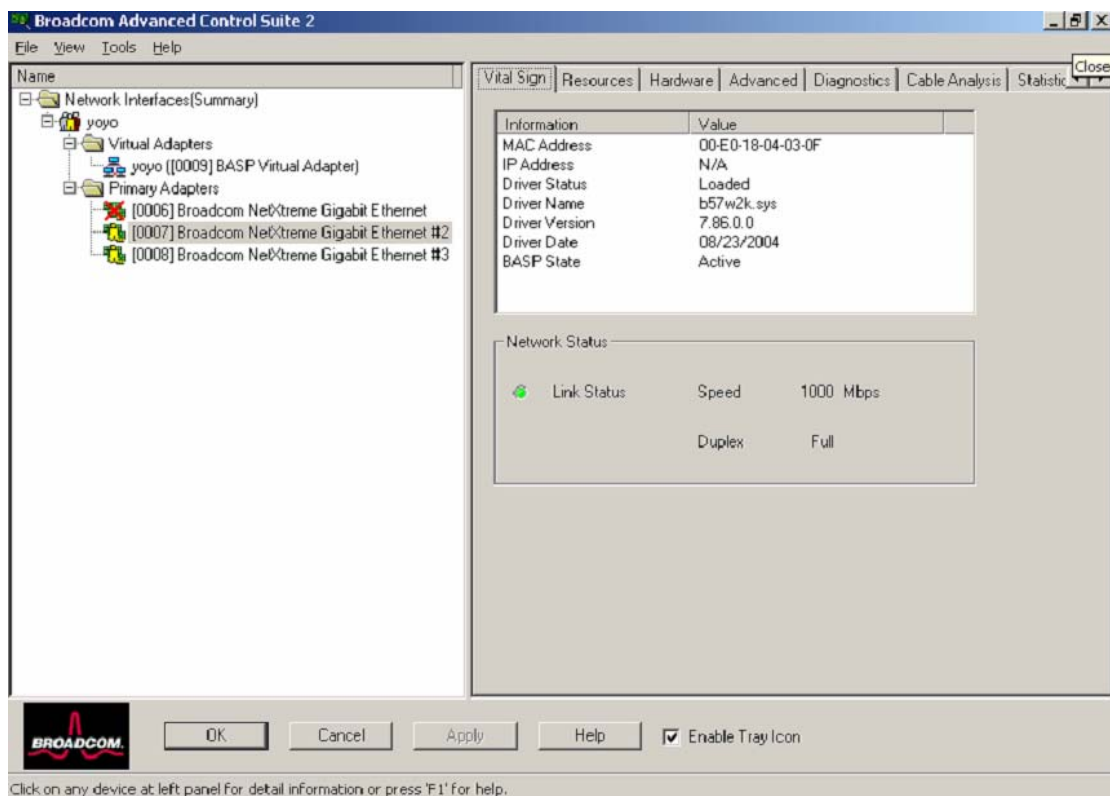 Broadcom Advanced Control Suite 2
File View Tools Help
Close
Name
Network Interfaces(Summary)
yoyo
Virtual Adapters
yoyo ([0009] BASP Virtual Adapter)
Primary Adapters
[0006] Broadcom NetXtreme Gigabit Ethernet
[0007] Broadcom NetXtreme Gigabit Ethernet #2
[0008] Broadcom NetXtreme Gigabit Ethernet #3
Vital Sign Resources Hardware Advanced Diagnostics Cable Analysis Statistic
Information Value
MAC Address 00-E0-18-04-03-0F
IP Address N/A
Driver Status Loaded
Driver Name b57w2k.sys
Driver Version 7.86.0.0
Driver Date 08/23/2004
BASP State Active
Network Status
Link Status Speed 1000 Mbps
Duplex Full
BROADCOM.
OK Cancel Apply Help Enable Tray Icon
Click on any device at left panel for detail information or press 'F1' for help.